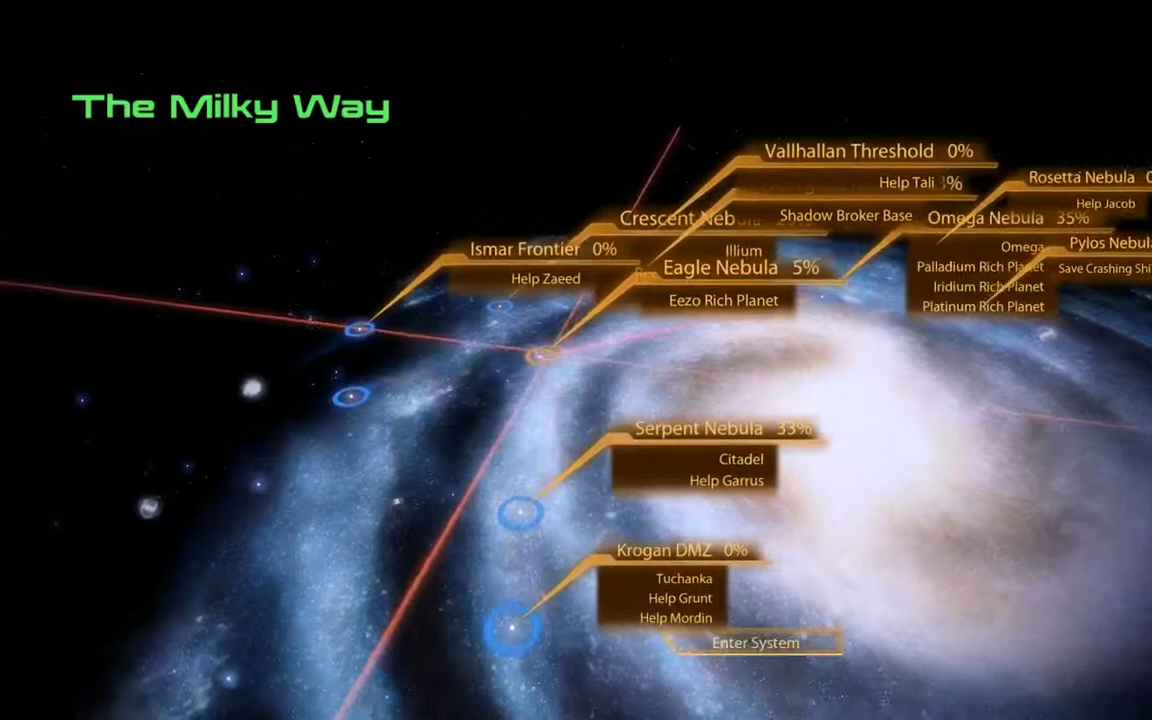 The Milky Way
Vallhallan Threshold 0%
Help Tali %
Shadow Broker Base
Rosetta Nebula 0
Help Jacob
Crescent Neb
Illium
Omega Nebula 35%
Omega
Palladium Rich Planet
Iridium Rich Planet
Platinum Rich Planet
Pylos Nebula
Save Crashing Shi
Ismar Frontier 0%
Help Zaeed
Eagle Nebula 5%
Eezo Rich Planet
Serpent Nebula 33%
Citadel
Help Garrus
Krogan DMZ 0%
Tuchanka
Help Grunt
Help Mordin
Enter System